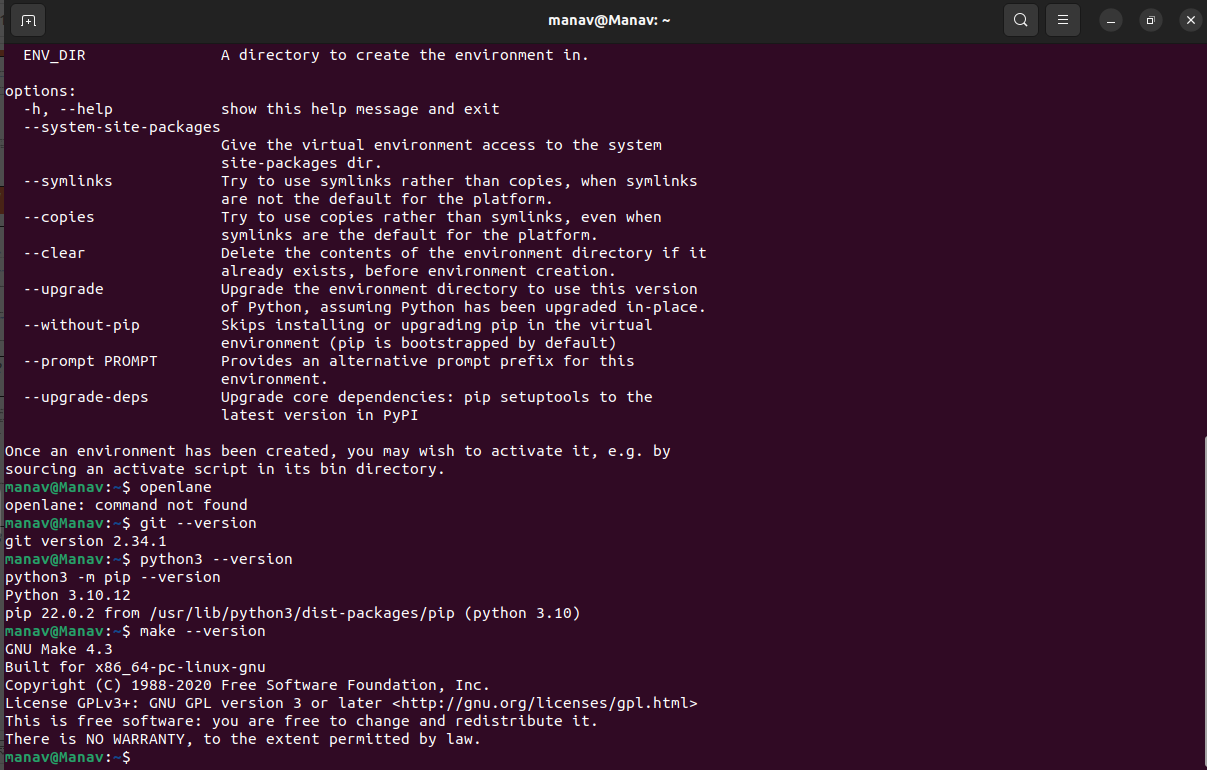 manav@Manav: ~
ENV_DIR A directory to create the environment in.
options:
-h, --help show this help message and exit
--system-site-packages
Give the virtual environment access to the system
site-packages dir.
--symlinks Try to use symlinks rather than copies, when symlinks
are not the default for the platform.
--copies Try to use copies rather than symlinks, even when
symlinks are the default for the platform.
--clear Delete the contents of the environment directory if it
already exists, before environment creation.
--upgrade Upgrade the environment directory to use this version
of Python, assuming Python has been upgraded in-place.
--without-pip Skips installing or upgrading pip in the virtual
environment (pip is bootstrapped by default)
--prompt PROMPT Provides an alternative prompt prefix for this
environment.
--upgrade-deps Upgrade core dependencies: pip setuptools to the
latest version in PyPI
Once an environment has been created, you may wish to activate it, e.g. by
sourcing an activate script in its bin directory.
manav@Manav:~$ openlane
openlane: command not found
manav@Manav:~$ git --version
git version 2.34.1
manav@Manav:~$ python3 --version
python3 -m pip --version
Python 3.10.12
pip 22.0.2 from /usr/lib/python3/dist-packages/pip (python 3.10)
manav@Manav:~$ make --version
GNU Make 4.3
Built for x86_64-pc-linux-gnu
Copyright (C) 1988-2020 Free Software Foundation, Inc.
License GPLv3+: GNU GPL version 3 or later <http://gnu.org/licenses/gpl.html>
This is free software: you are free to change and redistribute it.
There is NO WARRANTY, to the extent permitted by law.
manav@Manav:~$